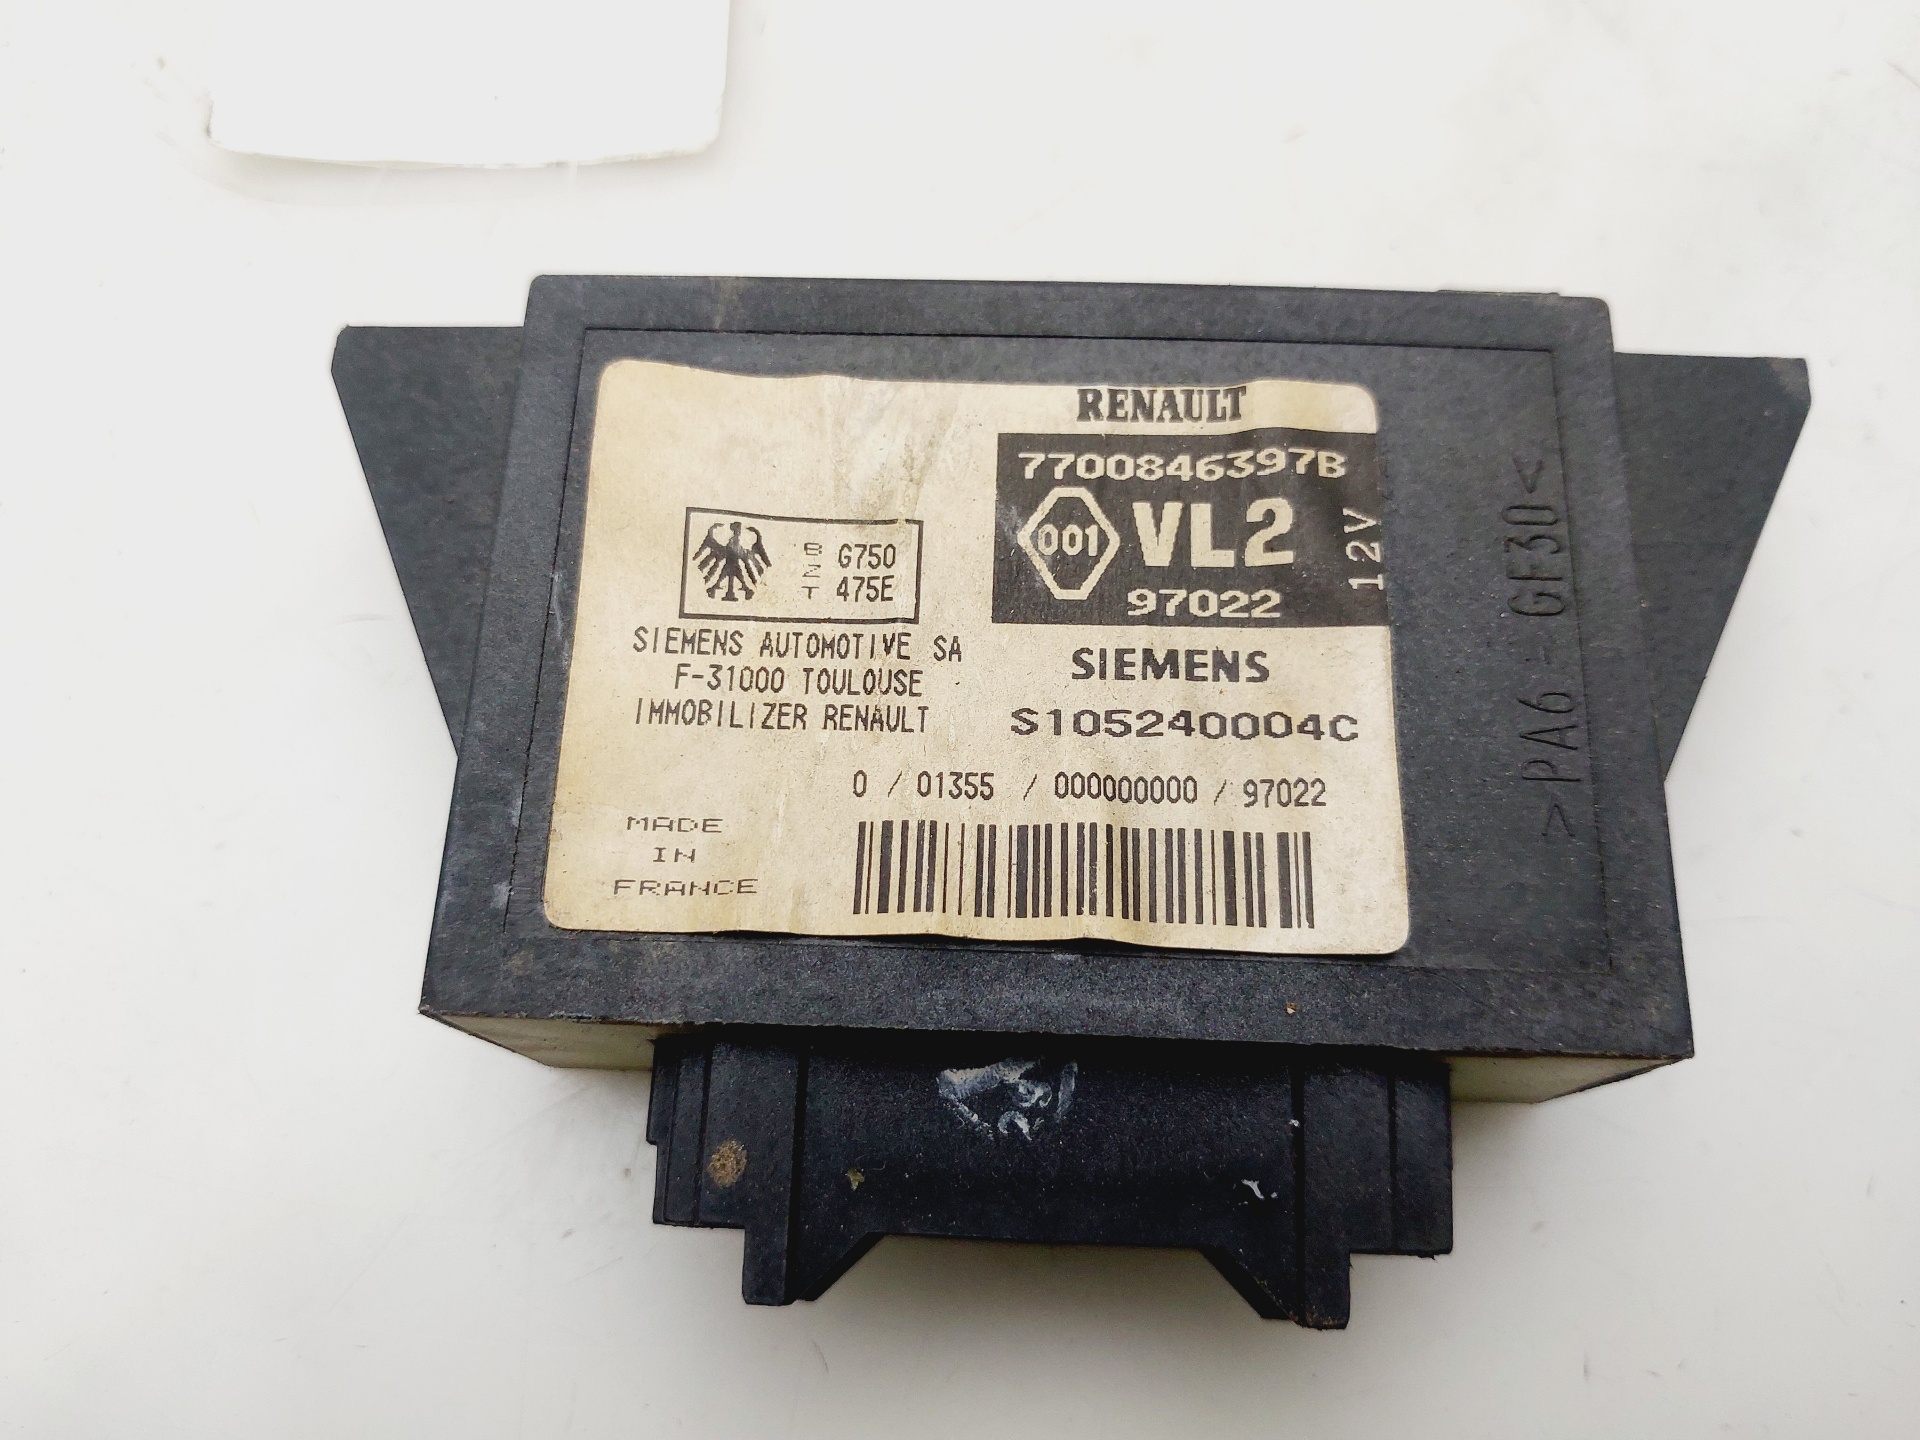 RENAULT
7700846397B
001 VL2
12V
97022
B
Z
T
G750
475E
SIEMENS AUTOMOTIVE SA
F-31000 TOULOUSE
IMMOBILIZER RENAULT
SIEMENS
S105240004C
0 / 01355 / 000000000 / 97022
MADE
IN
FRANCE
>PA6-GF30<